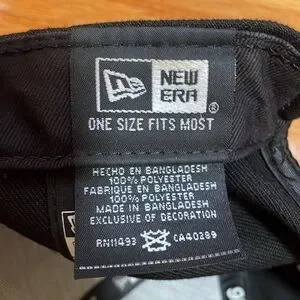 NEW
ERA®
ONE SIZE FITS MOST
HECHO EN BANGLADESH
100% POLYESTER
FABRIQUE EN BANGLADESH
100% POLYESTER
MADE IN BANGLADESH
EXCLUSIVE OF DECORATION
RN11493 CA40289